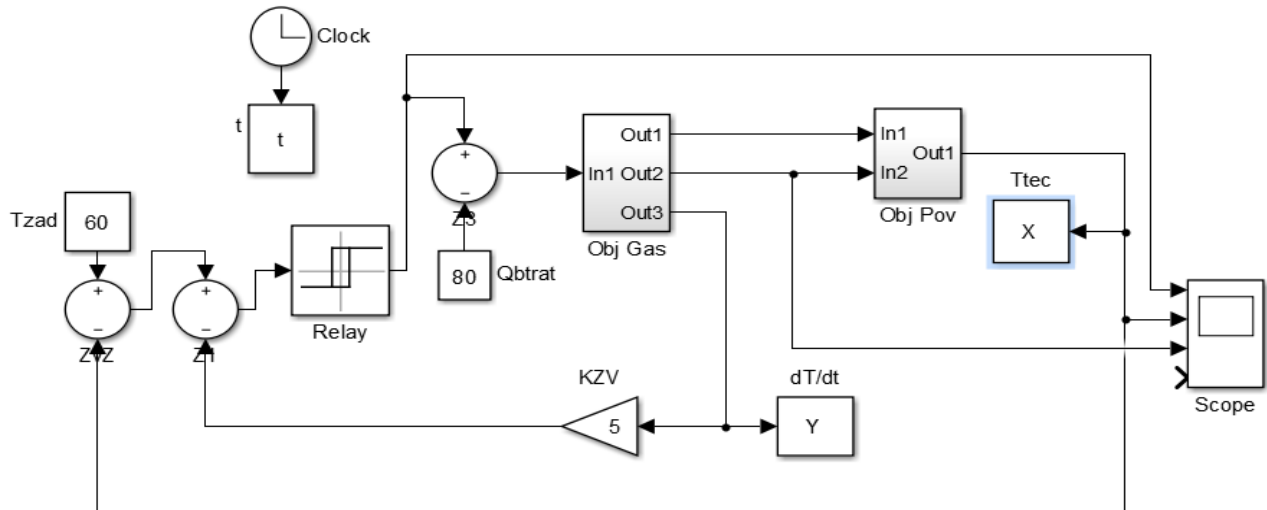 Clock
t
t
Tzad
60
Relay
80
Qbtrat
In1
Out1
Out2
Out3
Obj Gas
In1
In2
Out1
Obj Pov
Ttec
X
KZV
5
dT/dt
Y
Scope